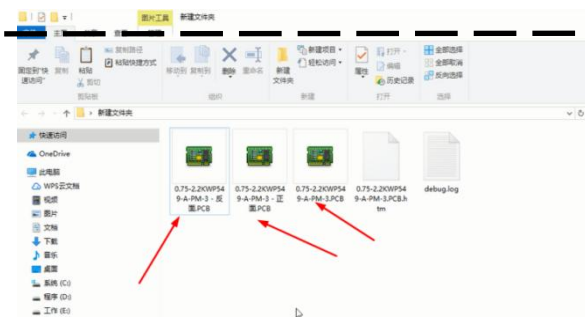 图片工具
新建文件夹
复制路径
粘贴快捷方式
固定到"快
速访问"
复制
粘贴
剪切
移动到
复制到
删除
重命名
新建
文件夹
新建项目
轻松访问
属性
打开
编辑
历史记录
全部选择
全部取消
反向选择
剪贴板
组织
新建
打开
选择
新建文件夹
快速访问
OneDrive
此电脑
WPS云文档
视频
图片
文档
下载
音乐
桌面
系统 (C:)
程序 (D:)
工作 (E:)
0.75-2.2KWP54
9-A-PM-3 - 反
面.PCB
0.75-2.2KWP54
9-A-PM-3 - 正
面.PCB
0.75-2.2KWP54
9-A-PM-3.PCB
0.75-2.2KWP54
9-A-PM-3.PCB.h
tm
debug.log